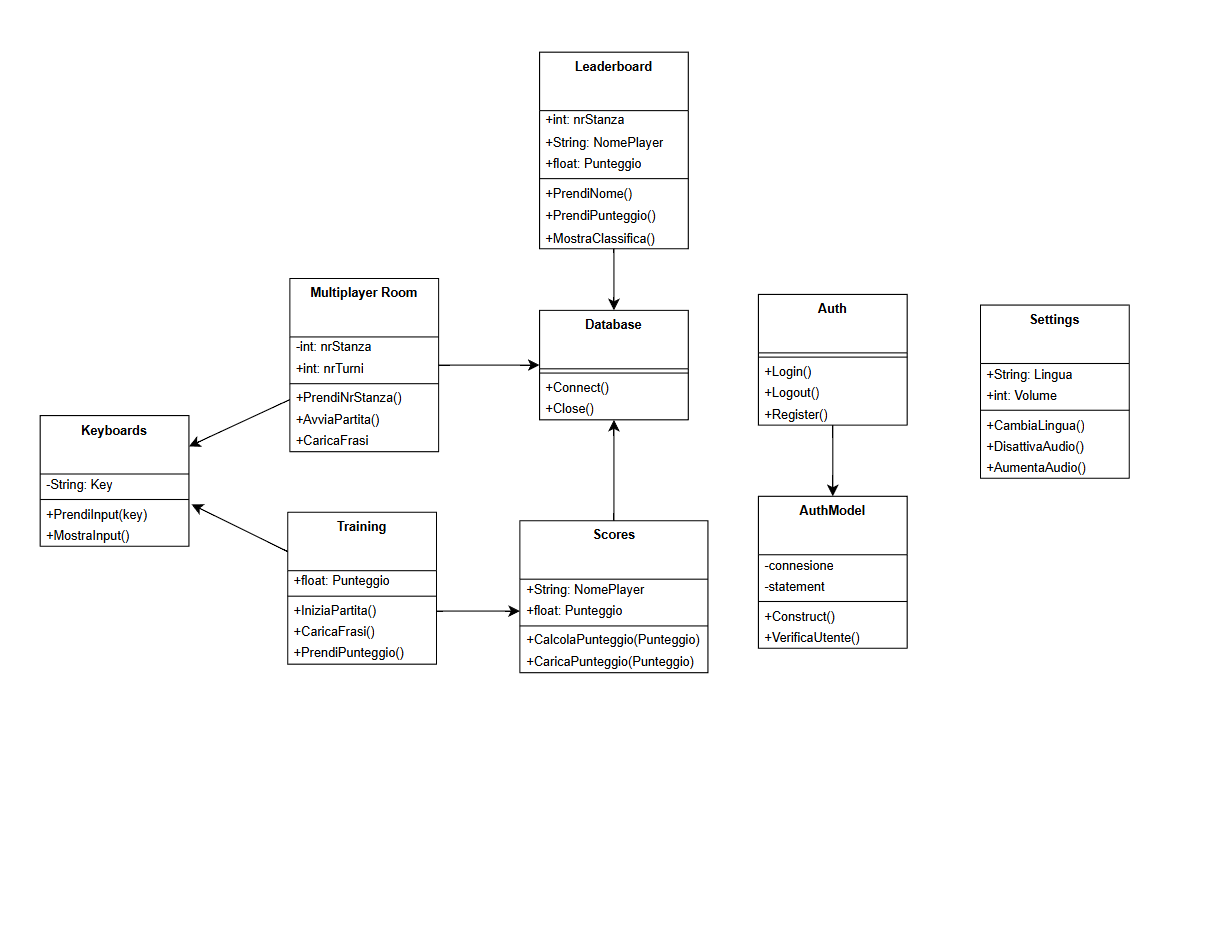 Leaderboard
+int: nrStanza
+String: NomePlayer
+float: Punteggio
+PrendiNome()
+PrendiPunteggio()
+MostraClassifica()
Multiplayer Room
-int: nrStanza
+int: nrTurni
+PrendiNrStanza()
+AvviaPartita()
+CaricaFrasi
Database
+Connect()
+Close()
Auth
+Login()
+Logout()
+Register()
Settings
+String: Lingua
+int: Volume
+CambiaLingua()
+DisattivaAudio()
+AumentaAudio()
Keyboards
-String: Key
+PrendiInput(key)
+MostraInput()
Training
+float: Punteggio
+IniziaPartita()
+CaricaFrasi()
+PrendiPunteggio()
Scores
+String: NomePlayer
+float: Punteggio
+CalcolaPunteggio(Punteggio)
+CaricaPunteggio(Punteggio)
AuthModel
-connesione
-statement
+Construct()
+VerificaUtente()